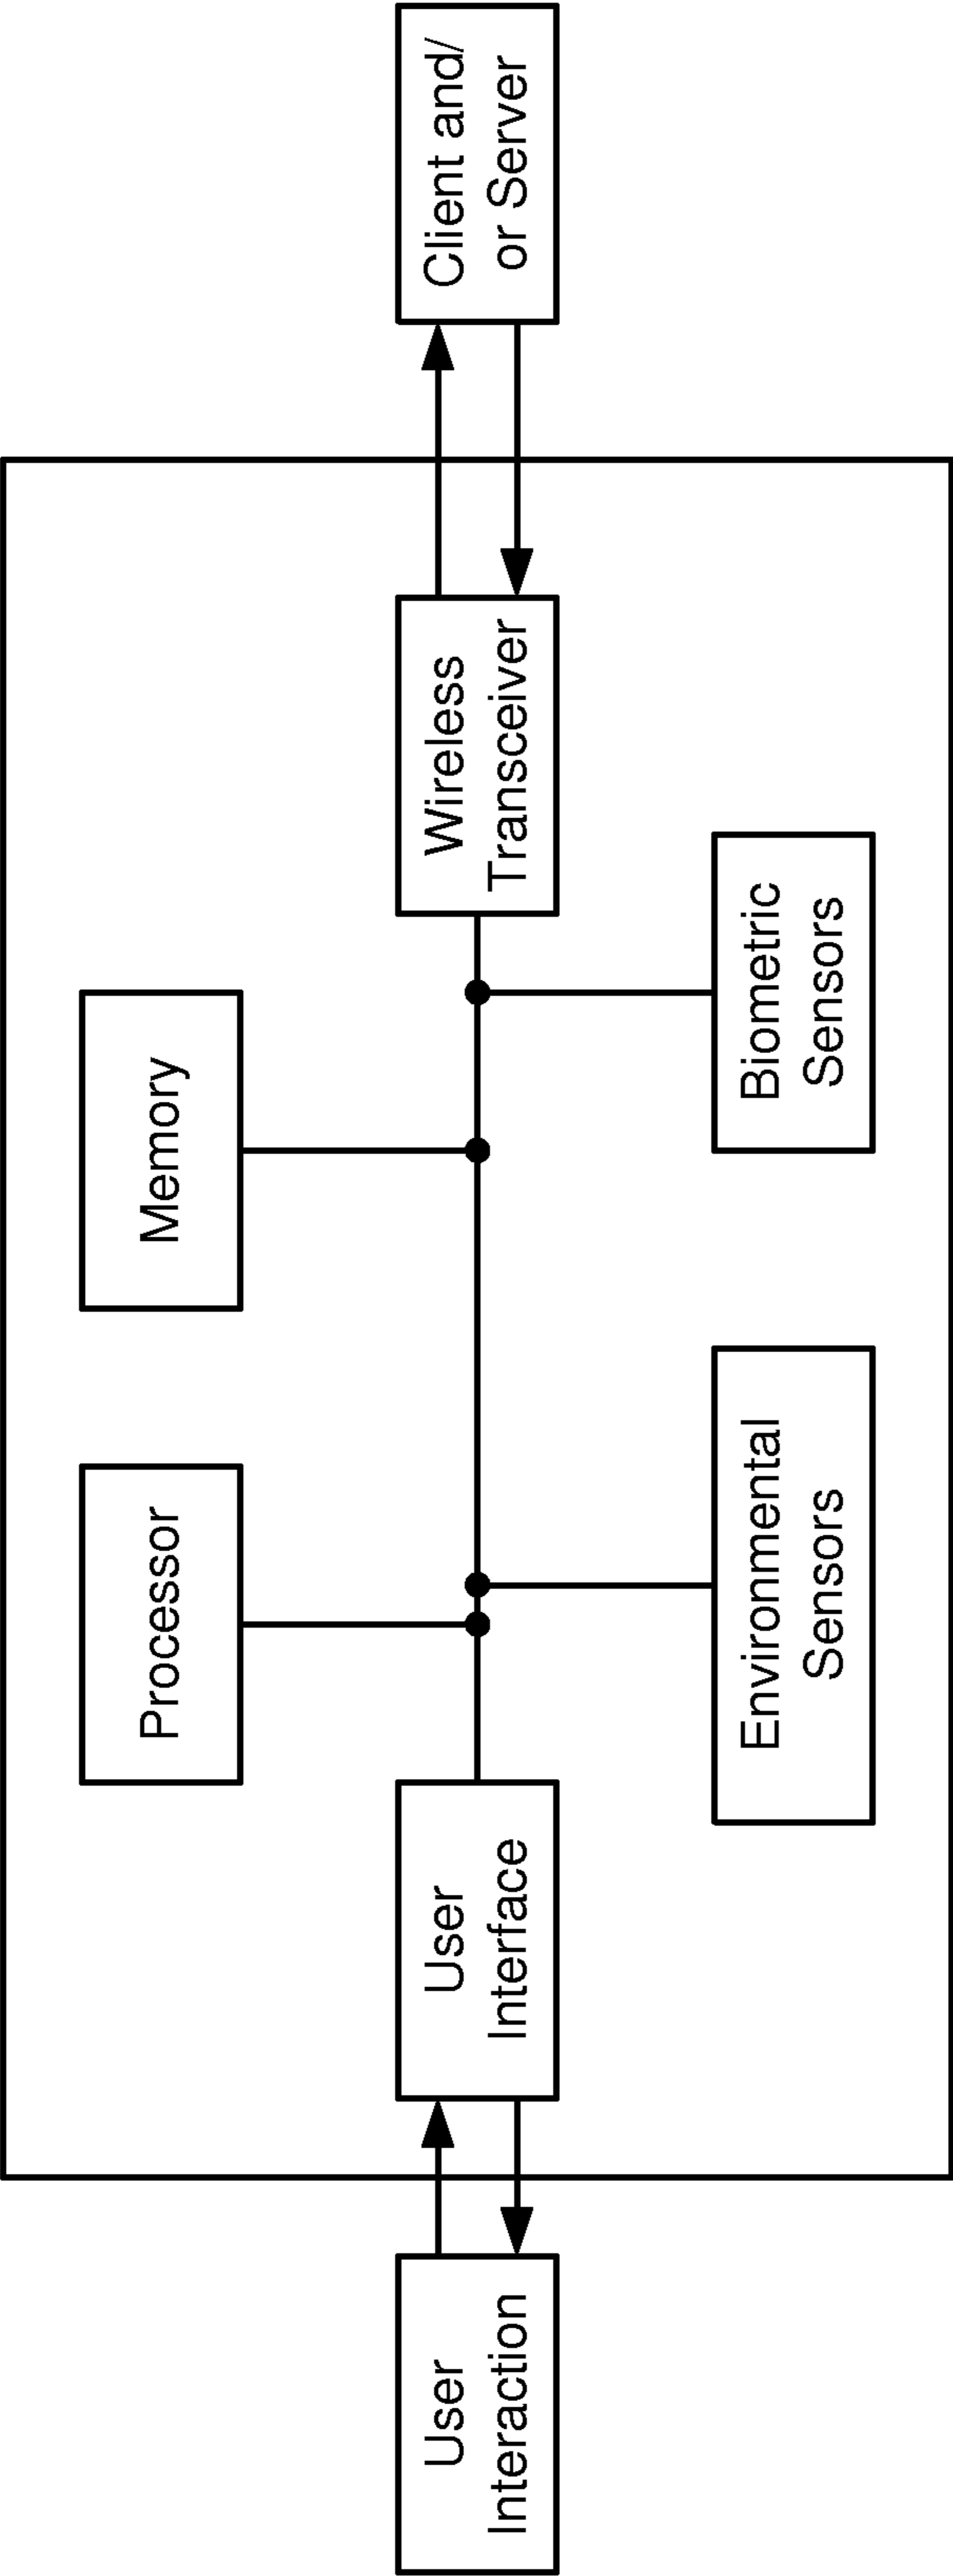 User
Interaction
User
Interface
Processor
Memory
Environmental
Sensors
Biometric
Sensors
Wireless
Transceiver
Client and/
or Server